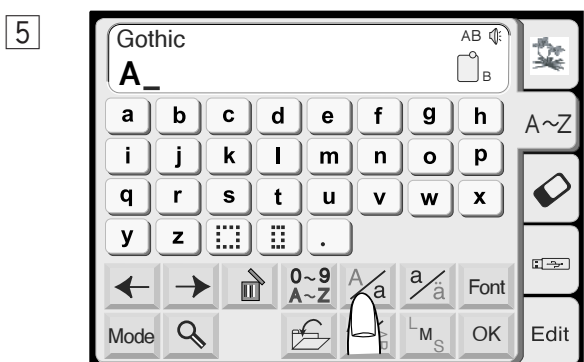 5
Gothic
AB
A_
B
a b c d e f g h
A~Z
i j k l m n o p
q r s t u v w x
y z .
0~9
A~Z
A/a
a/ä
Font
Mode
L M S
OK
Edit